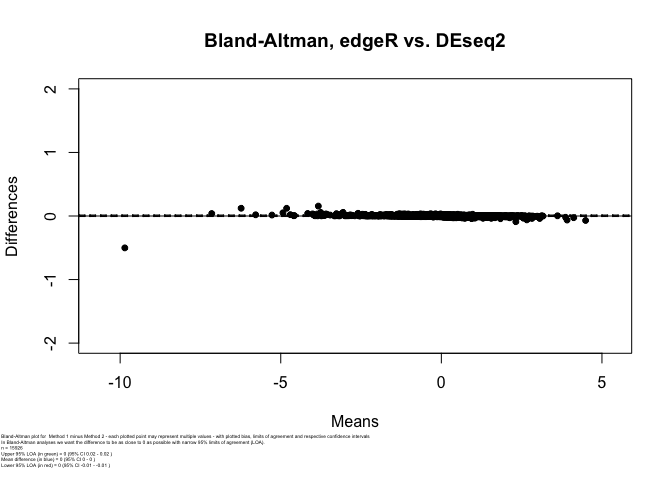 Bland-Altman, edgeR vs. DEseq2
2
1
0
-1
-2
Differences
-10
-5
0
5
Means
Bland-Altman plot for Method 1 minus Method 2 - each plotted point may represent multiple values - with plotted bias, limits of agreement and respective confidence intervals
In Bland-Altman analyses we want the difference to be as close to 0 as possible with narrow 95% limits of agreement (LOA).
n = 15926
Upper 95% LOA (in green) = 0 (95% CI 0.02 - 0.02 )
Mean difference (in blue) = 0 (95% CI 0 - 0 )
Lower 95% LOA (in red) = 0 (95% CI -0.01 - -0.01 )